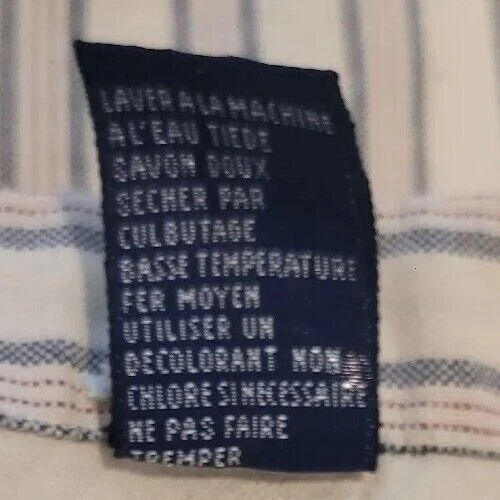 LAVER A LA MACHINE
A L'EAU TIEDE
SAVON DOUX
SECHER PAR
CULBUTAGE
BASSE TEMPERATURE
FER MOYEN
UTILISER UN
DECOLORANT NON
CHLORE SI NECESSAIRE
NE PAS FAIRE
TREMPER